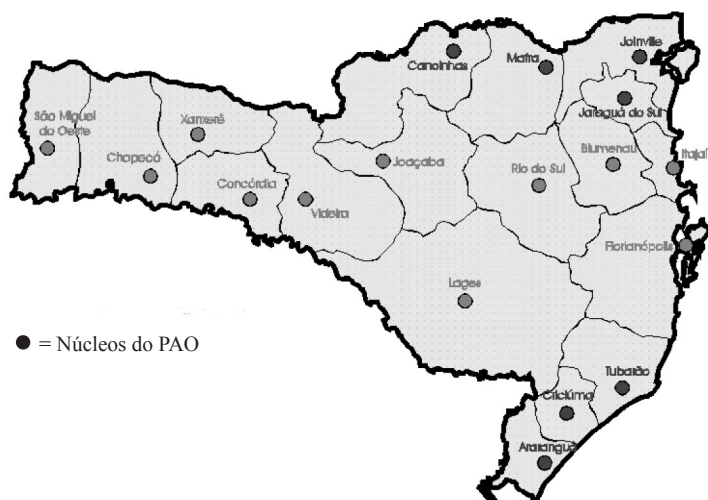 Joinville
Canoinhas
Mafra
Jaraguá do Sul
São Miguel
do Oeste
Xanxerê
Chapecó
Joaçaba
Blumenau
Itajaí
Rio do Sul
Concórdia
Videira
Florianópolis
Lages
= Núcleos do PAO
Tubarão
Criciúma
Araranguá